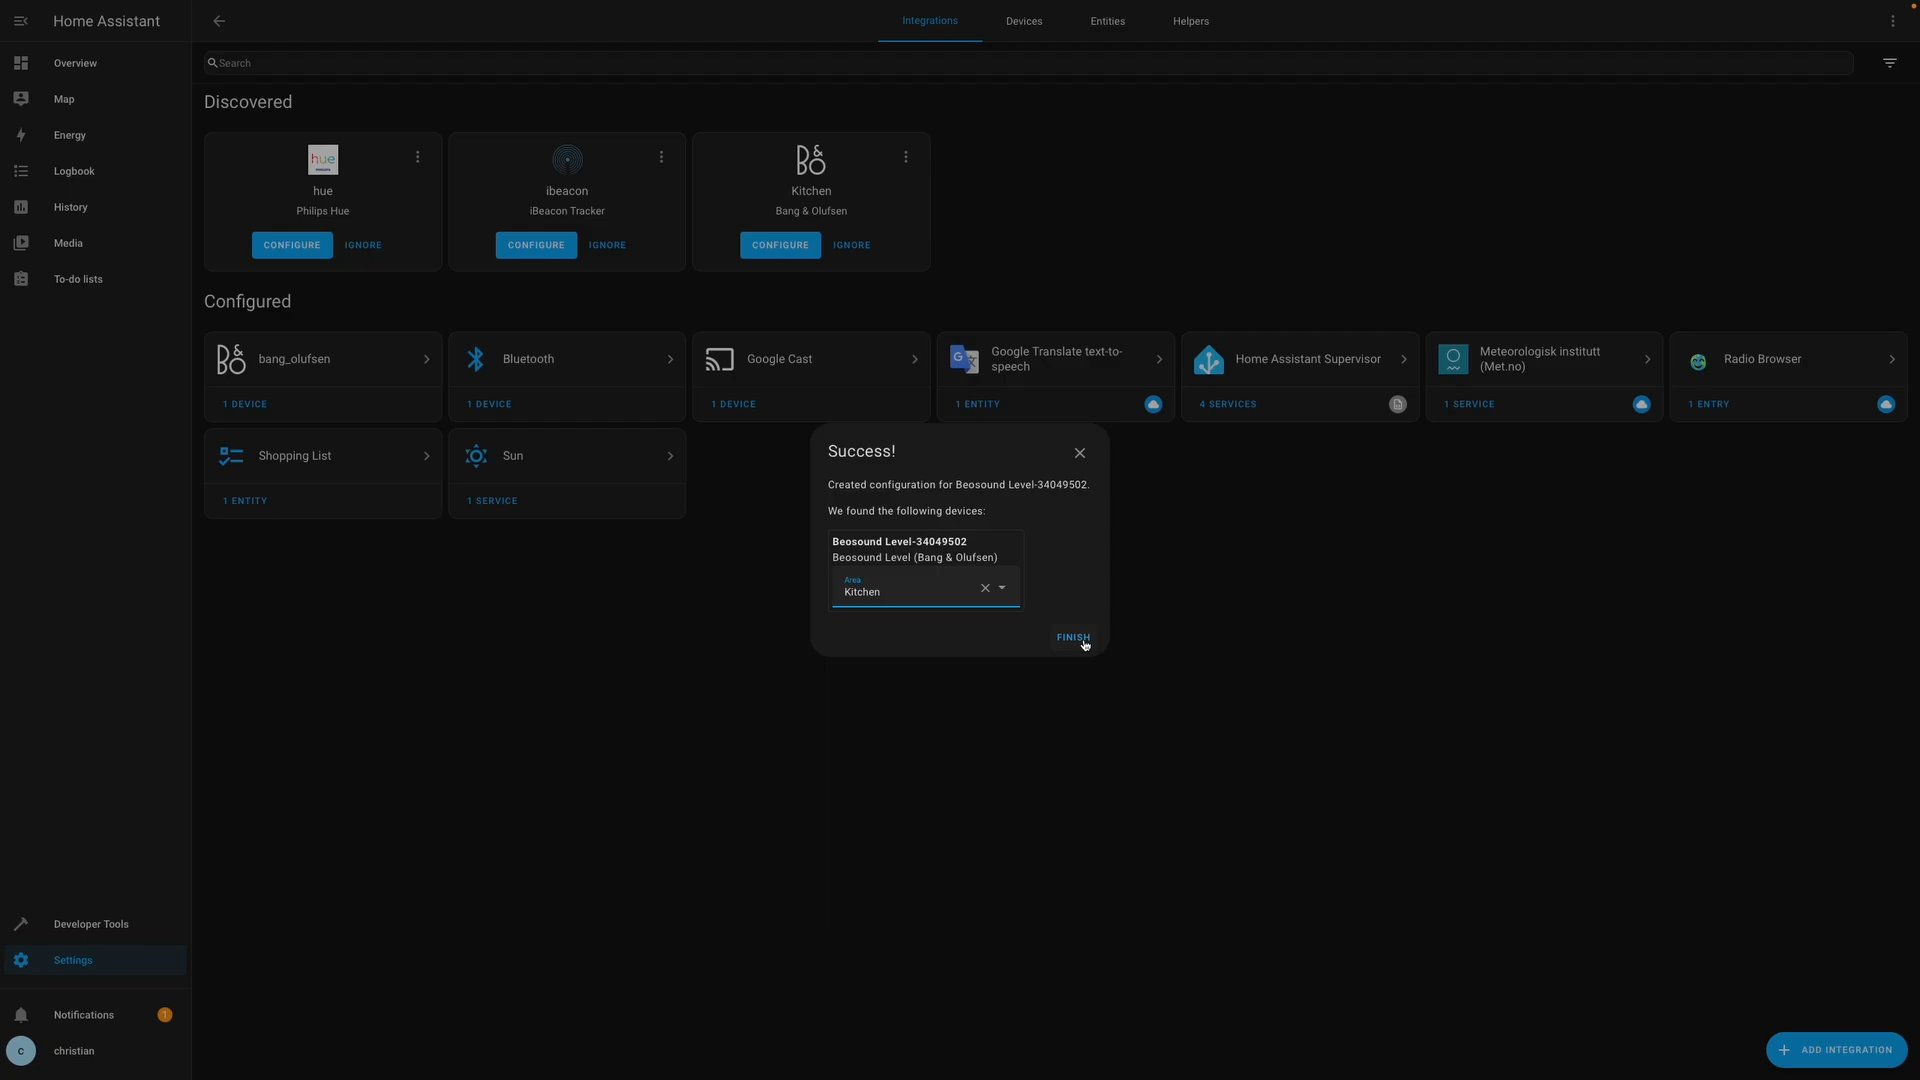 Home Assistant
Integrations
Devices
Entities
Helpers
Overview
Map
Energy
Logbook
History
Media
To-do lists
Search
Discovered
hue
PHILIPS
hue
Philips Hue
CONFIGURE
IGNORE
ibeacon
iBeacon Tracker
CONFIGURE
IGNORE
B&O
Kitchen
Bang & Olufsen
CONFIGURE
IGNORE
Configured
B&O
bang_olufsen
1 DEVICE
Bluetooth
1 DEVICE
Google Cast
1 DEVICE
G
Google Translate text-to-
speech
1 ENTITY
Home Assistant Supervisor
4 SERVICES
Meteorologisk institutt
(Met.no)
1 SERVICE
Radio Browser
1 ENTRY
Shopping List
1 ENTITY
Sun
1 SERVICE
Success!
Created configuration for Beosound Level-34049502.
We found the following devices:
Beosound Level-34049502
Beosound Level (Bang & Olufsen)
Area
Kitchen
FINISH
Developer Tools
Settings
Notifications
1
c
christian
ADD INTEGRATION